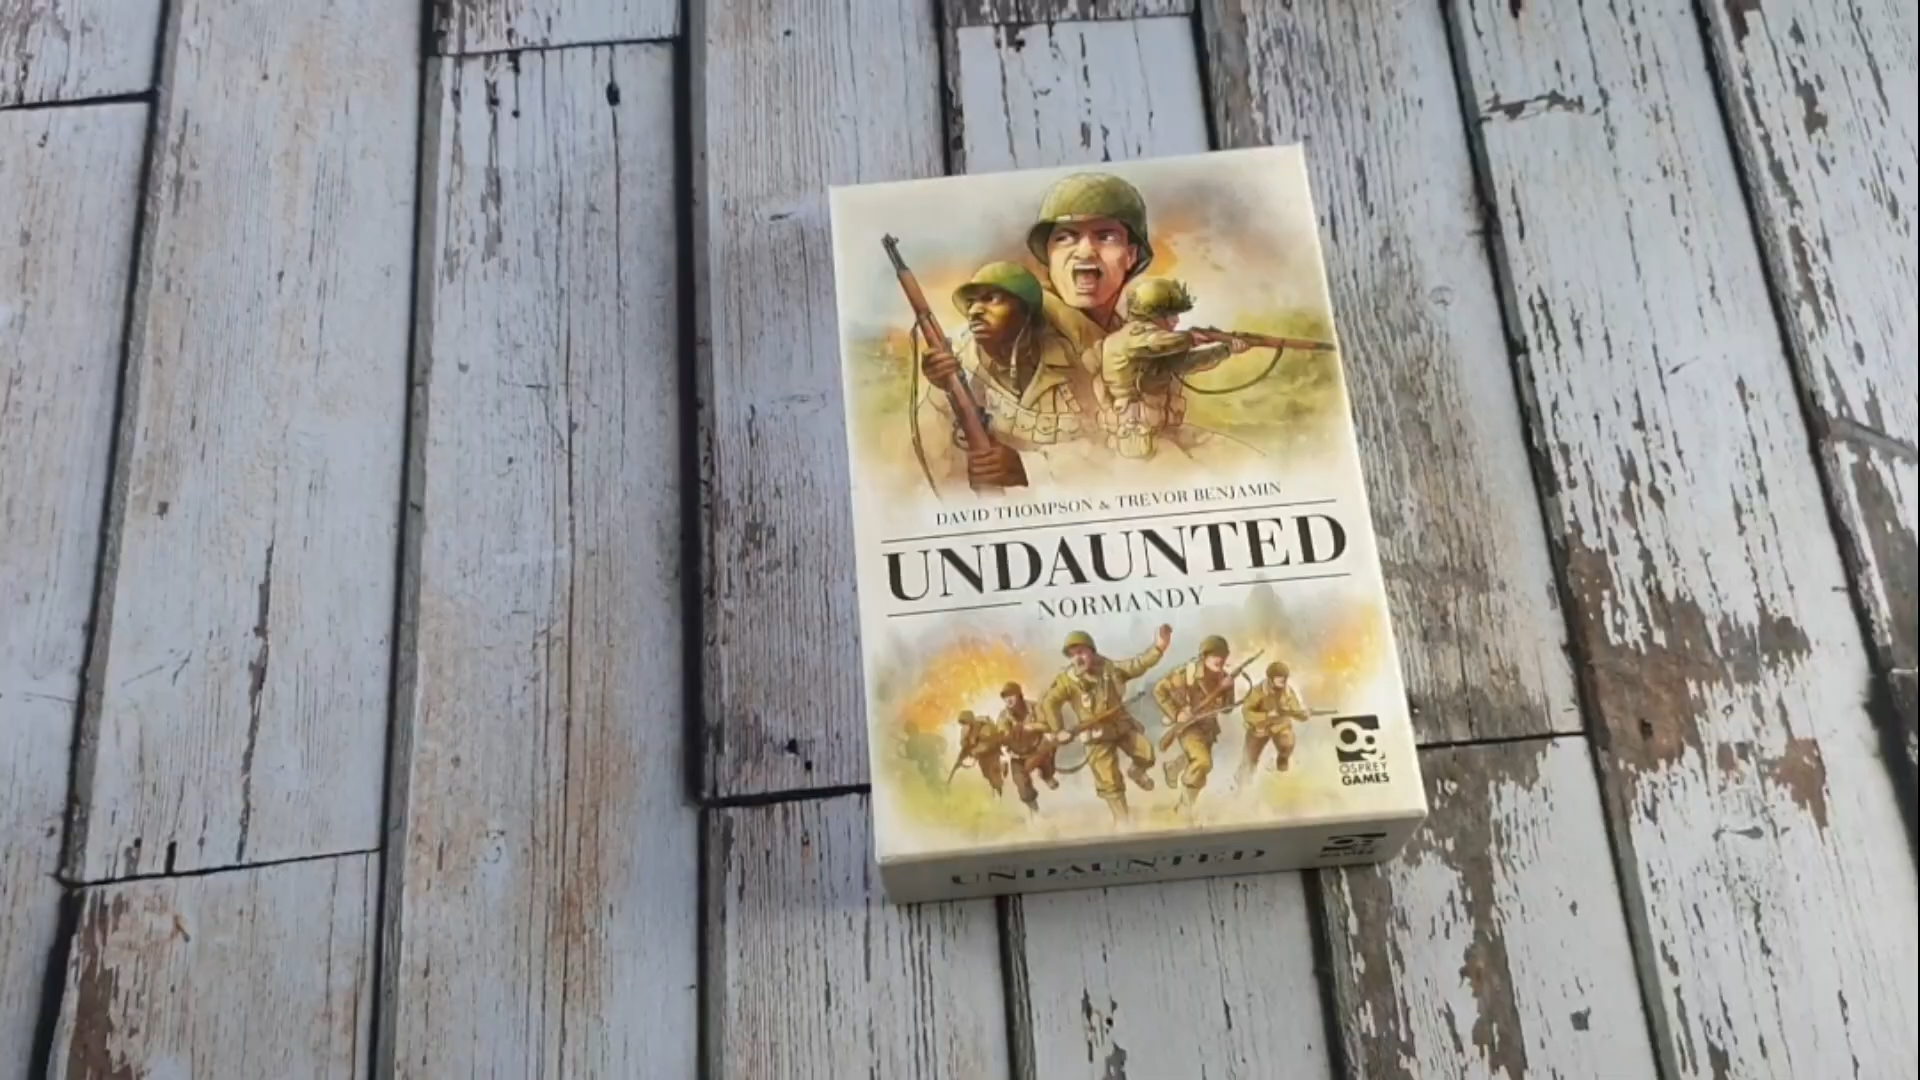 DAVID THOMPSON & TREVOR BENJAMIN
UNDAUNTED
NORMANDY
OSPREY
GAMES
UNDAUNTED